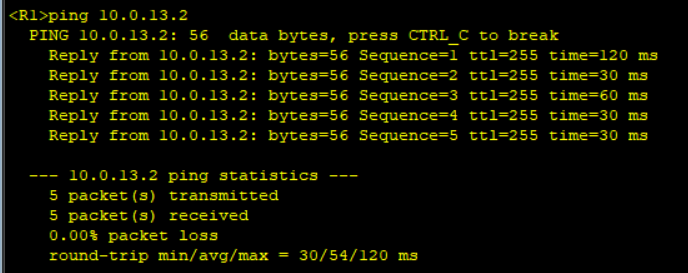 <R1>ping 10.0.13.2
PING 10.0.13.2: 56  data bytes, press CTRL_C to break
Reply from 10.0.13.2: bytes=56 Sequence=1 ttl=255 time=120 ms
Reply from 10.0.13.2: bytes=56 Sequence=2 ttl=255 time=30 ms
Reply from 10.0.13.2: bytes=56 Sequence=3 ttl=255 time=60 ms
Reply from 10.0.13.2: bytes=56 Sequence=4 ttl=255 time=30 ms
Reply from 10.0.13.2: bytes=56 Sequence=5 ttl=255 time=30 ms
--- 10.0.13.2 ping statistics ---
5 packet(s) transmitted
5 packet(s) received
0.00% packet loss
round-trip min/avg/max = 30/54/120 ms